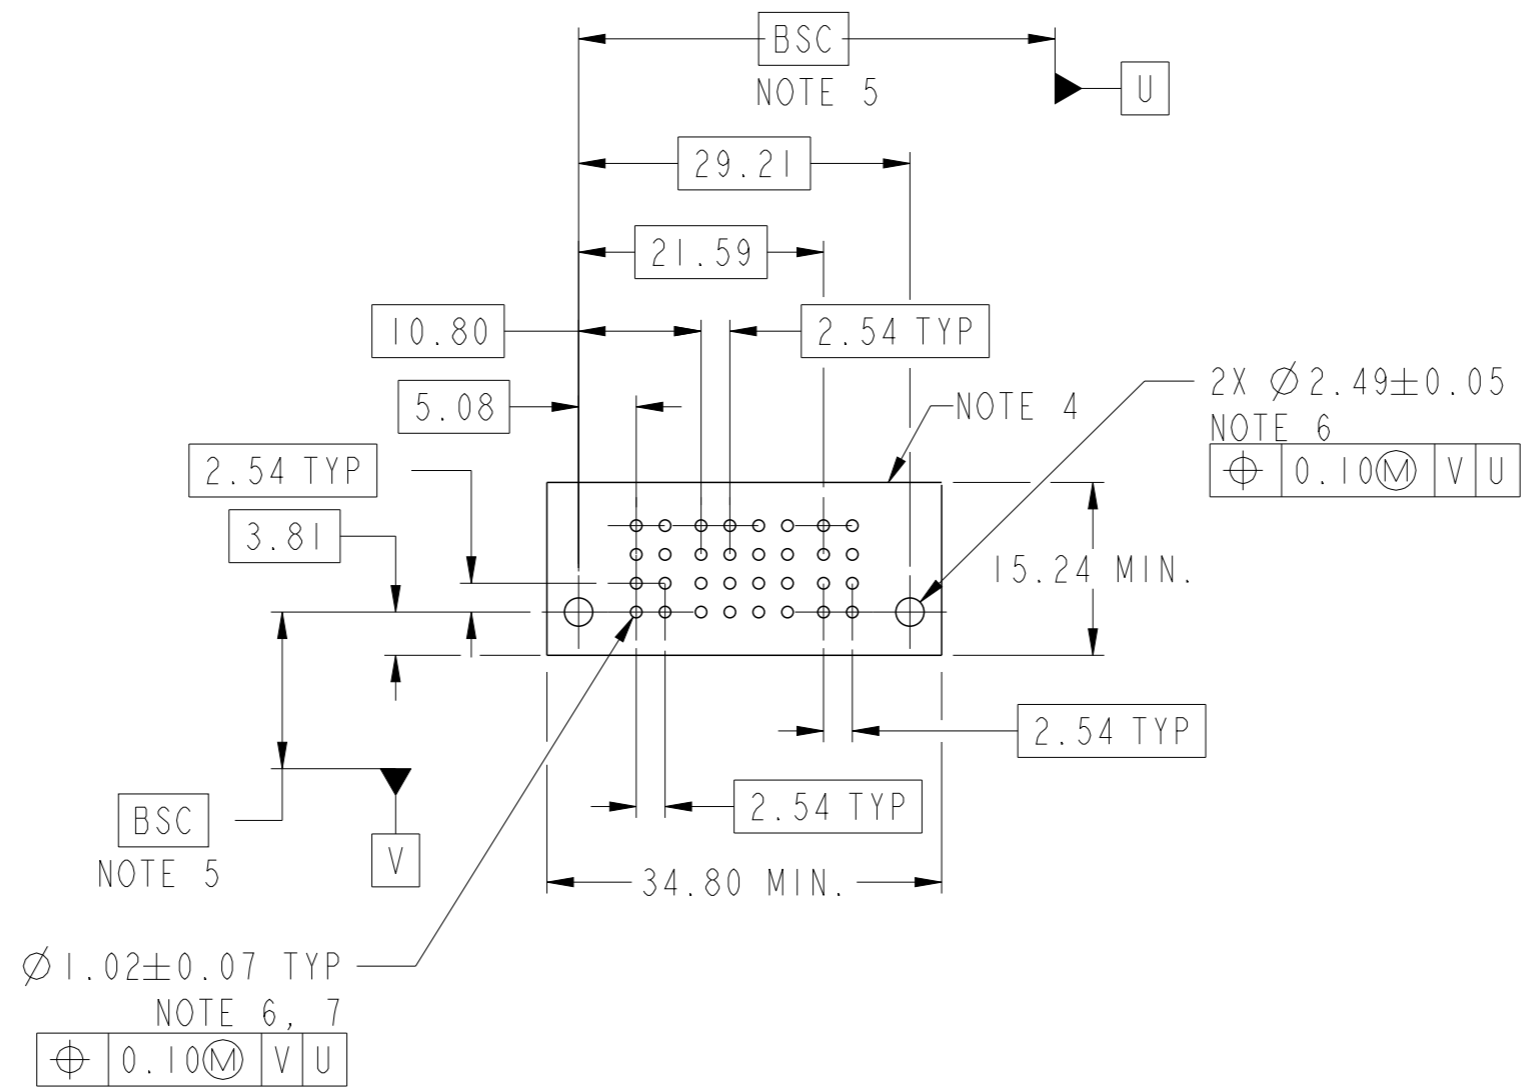 BSC
NOTE 5
U
29.21
21.59
10.80
2.54 TYP
5.08
NOTE 4
2X ⌀2.49±0.05
NOTE 6
⌖ 0.10Ⓜ V U
2.54 TYP
3.81
15.24 MIN.
2.54 TYP
2.54 TYP
BSC
NOTE 5
V
34.80 MIN.
⌀1.02±0.07 TYP
NOTE 6, 7
⌖ 0.10Ⓜ V U